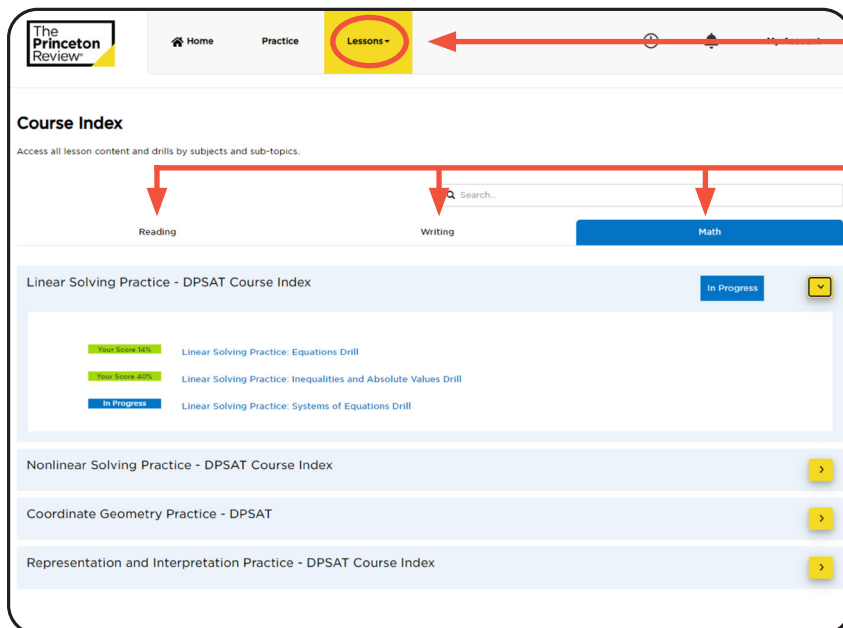 The
Princeton
Review®
Home
Practice
Lessons
Course Index
Access all lesson content and drills by subjects and sub-topics.
Search...
Reading
Writing
Math
Linear Solving Practice - DPSAT Course Index
In Progress
Your Score 14%
Linear Solving Practice: Equations Drill
Your Score 40%
Linear Solving Practice: Inequalities and Absolute Values Drill
In Progress
Linear Solving Practice: Systems of Equations Drill
Nonlinear Solving Practice - DPSAT Course Index
Coordinate Geometry Practice - DPSAT
Representation and Interpretation Practice - DPSAT Course Index